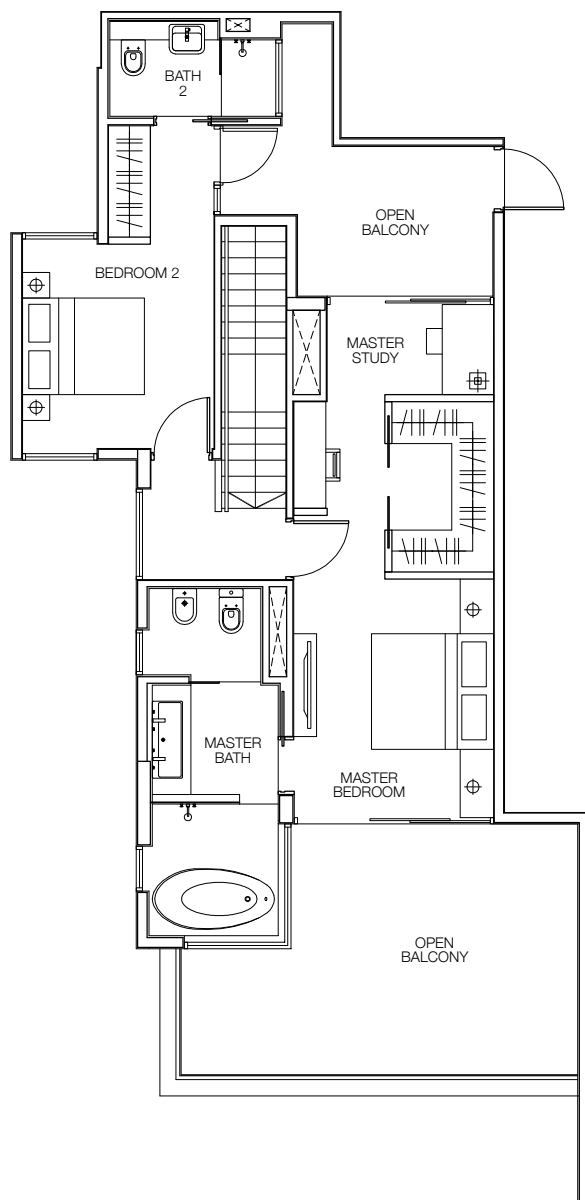 BATH
2
OPEN
BALCONY
BEDROOM 2
MASTER
STUDY
MASTER
BATH
MASTER
BEDROOM
OPEN
BALCONY